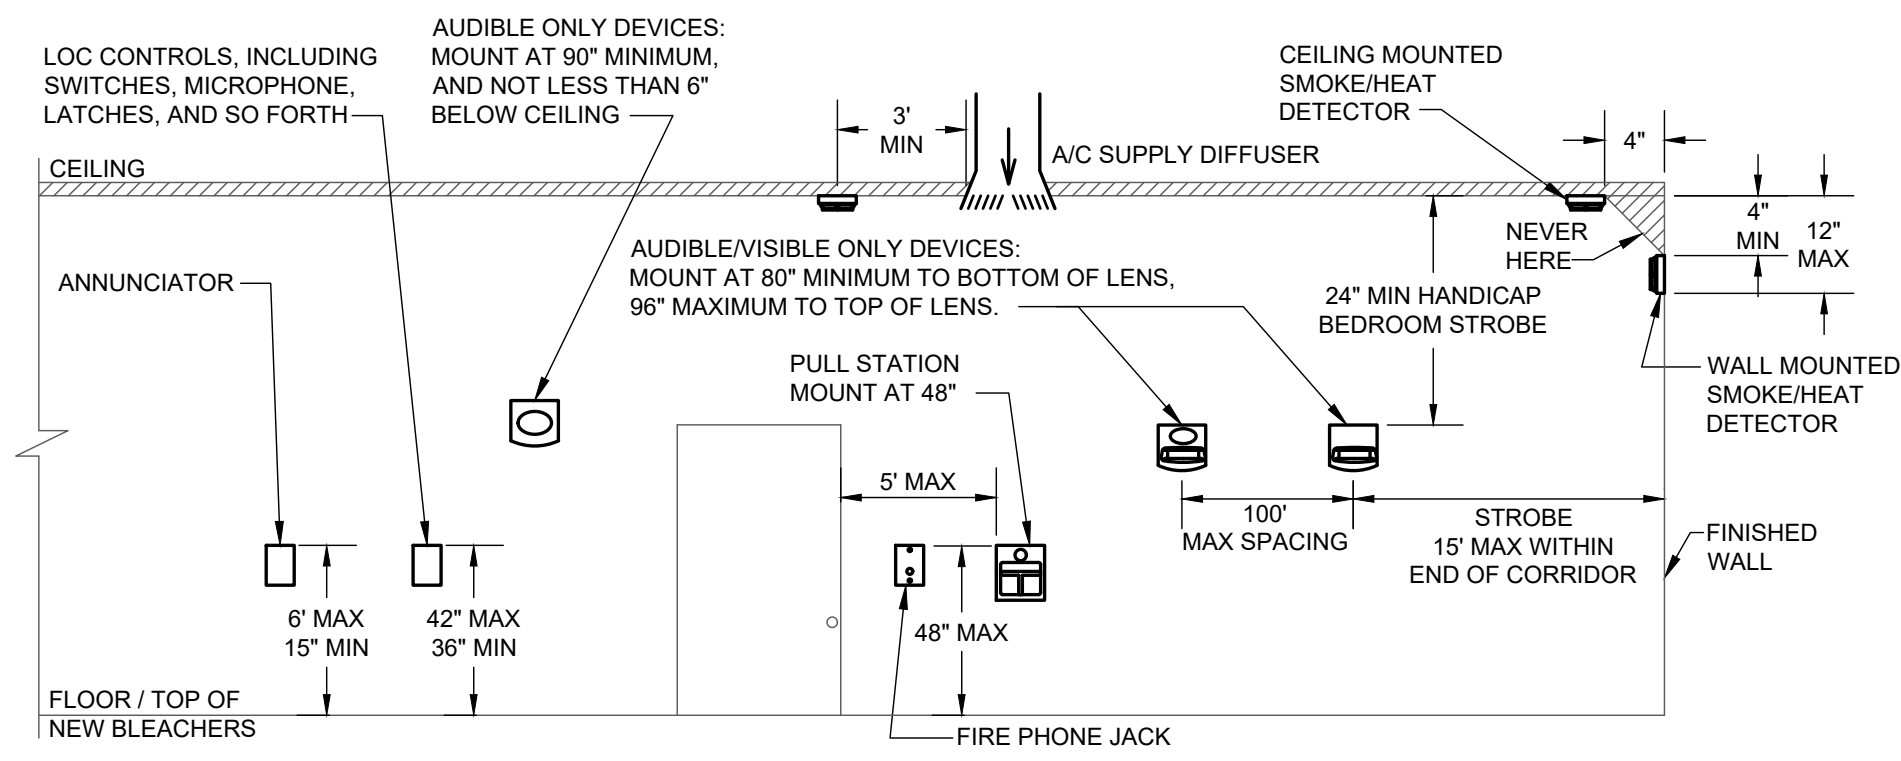 LOC CONTROLS, INCLUDING
SWITCHES, MICROPHONE,
LATCHES, AND SO FORTH
AUDIBLE ONLY DEVICES:
MOUNT AT 90" MINIMUM,
AND NOT LESS THAN 6"
BELOW CEILING
3'
MIN
A/C SUPPLY DIFFUSER
CEILING MOUNTED
SMOKE/HEAT
DETECTOR
4"
CEILING
4"
MIN
12"
MAX
NEVER
HERE
AUDIBLE/VISIBLE ONLY DEVICES:
MOUNT AT 80" MINIMUM TO BOTTOM OF LENS,
96" MAXIMUM TO TOP OF LENS.
ANNUNCIATOR
24" MIN HANDICAP
BEDROOM STROBE
PULL STATION
MOUNT AT 48"
WALL MOUNTED
SMOKE/HEAT
DETECTOR
5' MAX
100'
MAX SPACING
STROBE
15' MAX WITHIN
END OF CORRIDOR
FINISHED
WALL
6' MAX
15" MIN
42" MAX
36" MIN
48" MAX
FLOOR / TOP OF
NEW BLEACHERS
FIRE PHONE JACK